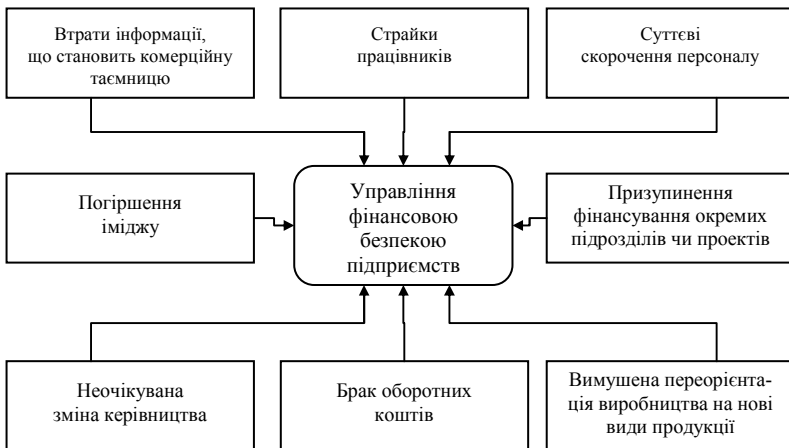 Втрати інформації,
що становить комерційну
таємницю
Страйки
працівників
Суттєві
скорочення персоналу
Погіршення
іміджу
Управління
фінансовою
безпекою
підприємств
Призупинення
фінансування окремих
підрозділів чи проектів
Неочікувана
зміна керівництва
Брак оборотних
коштів
Вимушена переорієнта-
ція виробництва на нові
види продукції